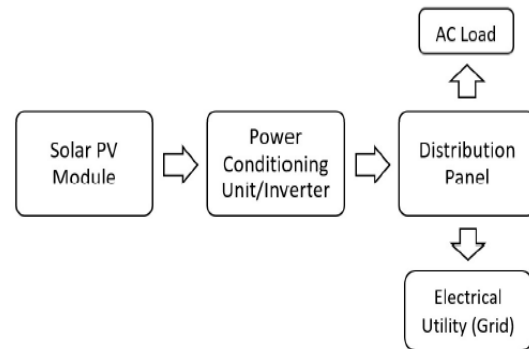 AC Load
Solar PV
Module
Power
Conditioning
Unit/Inverter
Distribution
Panel
Electrical
Utility (Grid)